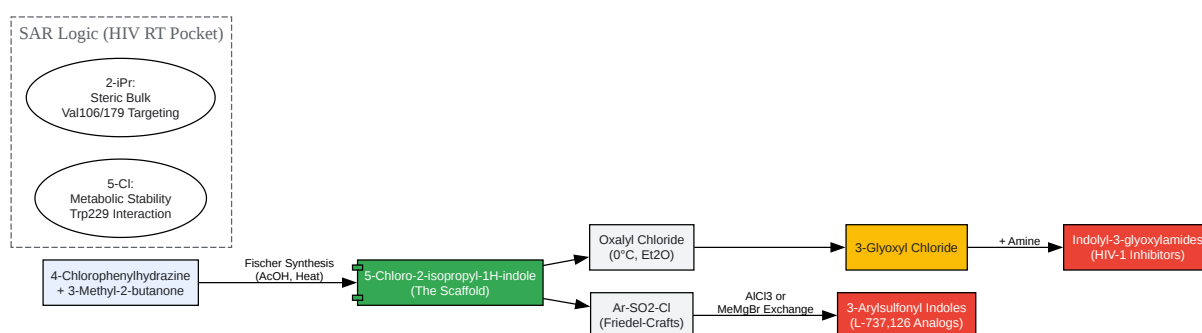 SAR Logic (HIV RT Pocket)
2-iPr:
Steric Bulk
Val106/179 Targeting
5-Cl:
Metabolic Stability
Trp229 Interaction
4-Chlorophenylhydrazine
+ 3-Methyl-2-butanone
Fischer Synthesis
(AcOH, Heat)
5-Chloro-2-isopropyl-1H-indole
(The Scaffold)
Oxalyl Chloride
(0°C, Et2O)
3-Glyoxyl Chloride
+ Amine
Indolyl-3-glyoxylamides
(HIV-1 Inhibitors)
Ar-SO2-Cl
(Friedel-Crafts)
AlCl3 or
MeMgBr Exchange
3-Arylsulfonyl Indoles
(L-737,126 Analogs)